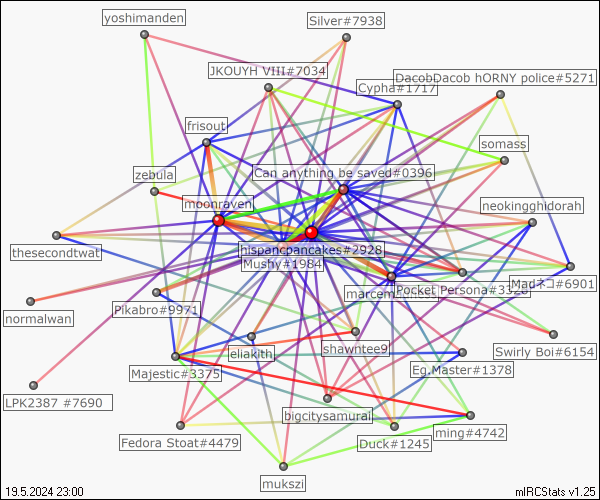 yoshimanden
Silver#7938
JKOUYH VIII#7034
DacobDacob hORNY police#5271
Cypha#1717
frisout
somass
zebula
Can anything be saved#0396
moonraven
neokingghidorah
thesecondtwat
hispancpancakes#2928
Mushy#1984
Madネコ#6901
Pocket Persona#3326
Pikabro#9971
normalwan
shawntee9
eliakith
Swirly Boi#6154
Majestic#3375
Eg.Master#1378
LPK2387 #7690
bigcitysamurai
ming#4742
Fedora Stoat#4479
Duck#1245
mukszi
19.5.2024 23:00
mIRCStats v1.25